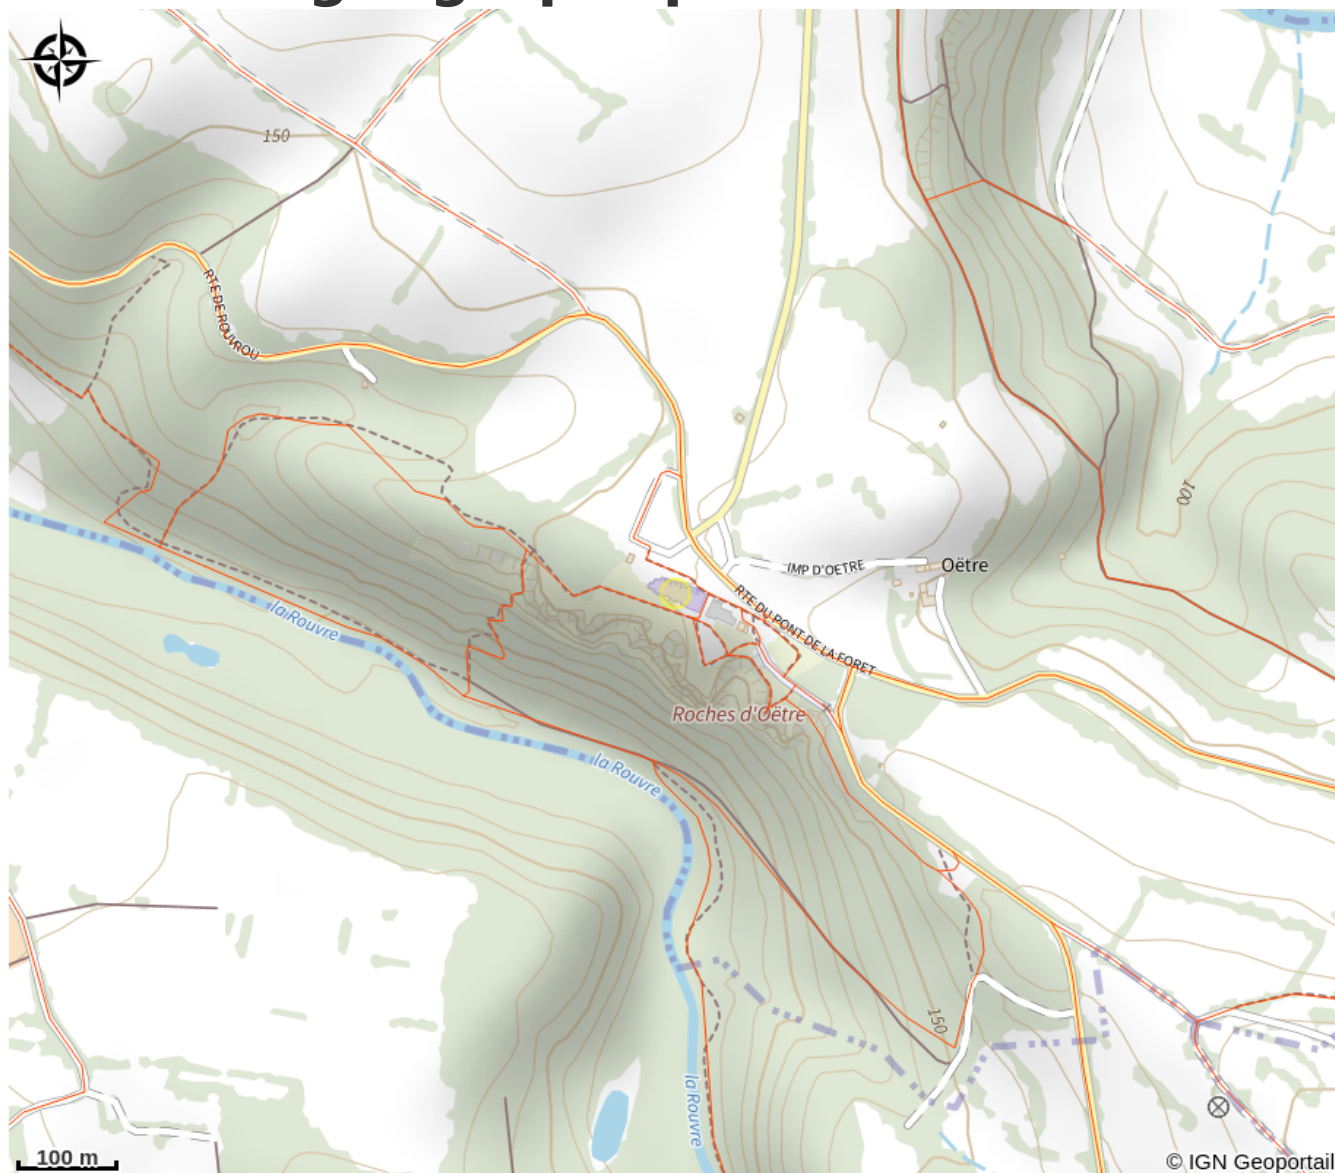 150
RTE DE ROUVROU
100
IMP D'OETRE
Oëtre
RTE DU PONT DE LA FORET
la Rouvre
Roches d'Oëtre
la Rouvre
150
la Rouvre
100 m
© IGN Geoportail